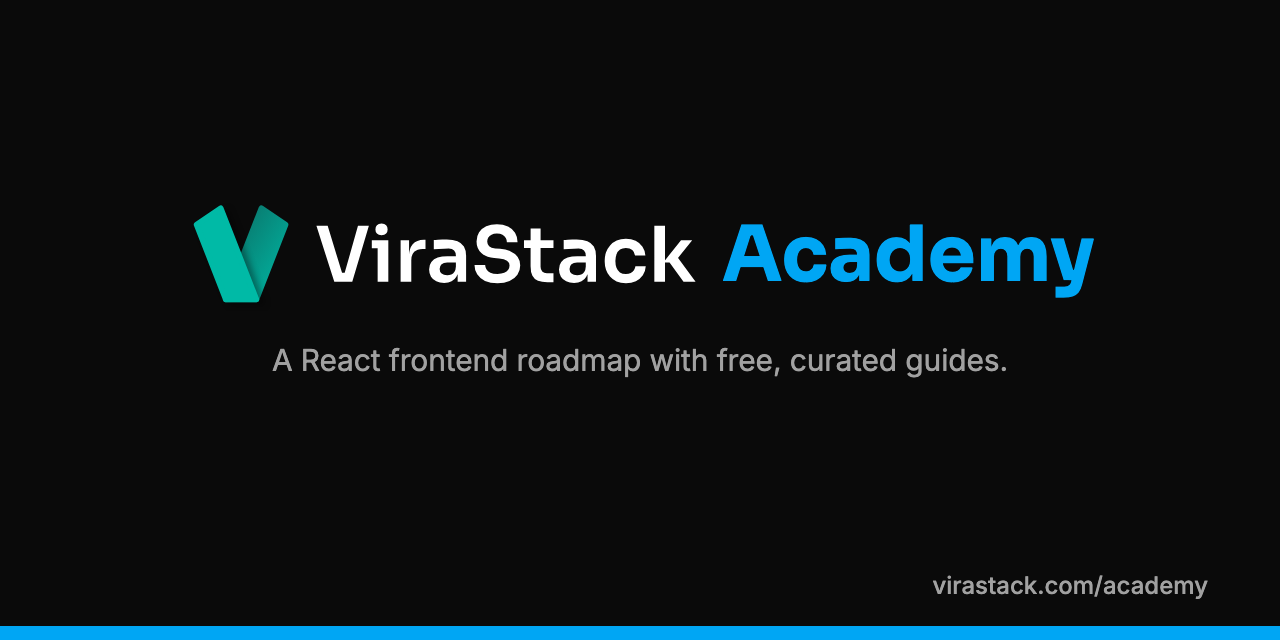 ViraStack Academy
A React frontend roadmap with free, curated guides.
virastack.com/academy